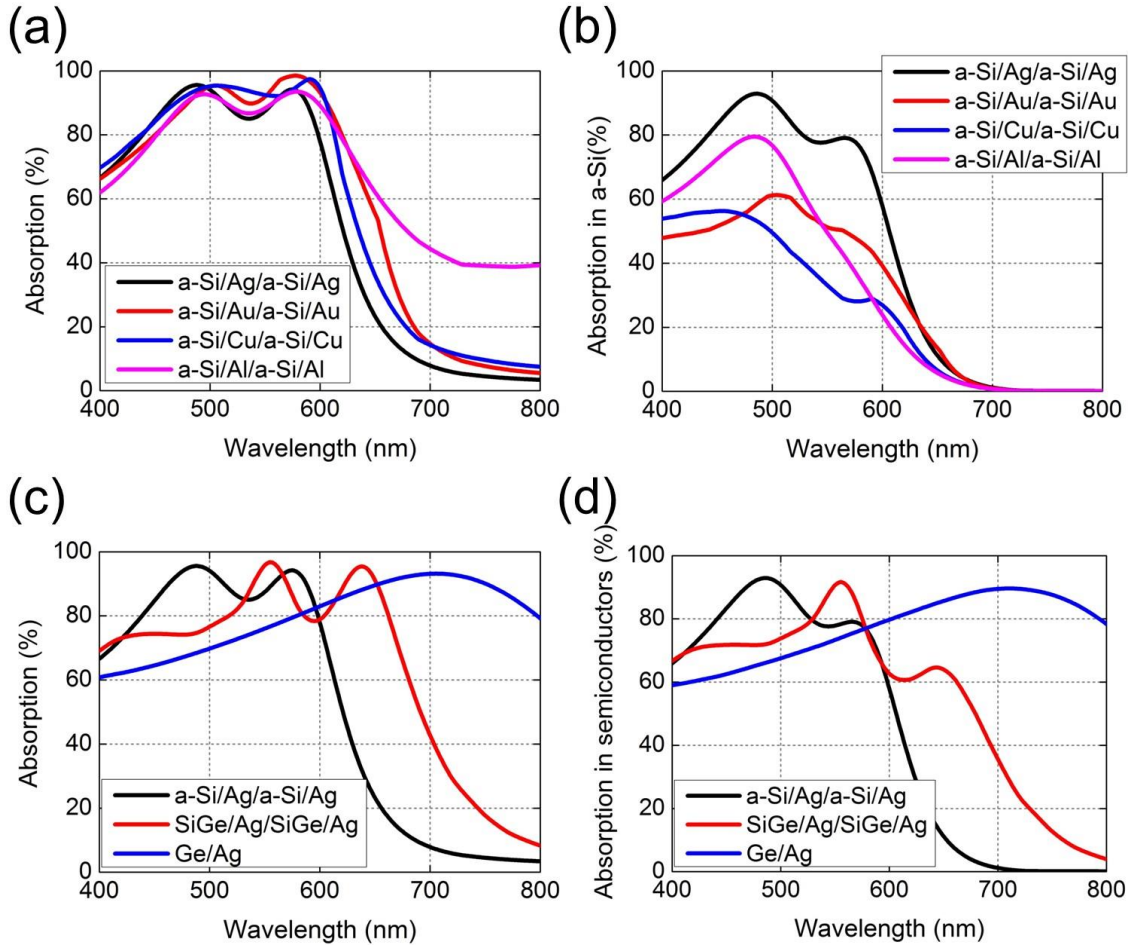 (a)
Absorption (%)
100
80
60
40
20
0
a-Si/Ag/a-Si/Ag
a-Si/Au/a-Si/Au
a-Si/Cu/a-Si/Cu
a-Si/Al/a-Si/Al
400 500 600 700 800
Wavelength (nm)
(b)
Absorption in a-Si(%)
100
80
60
40
20
0
a-Si/Ag/a-Si/Ag
a-Si/Au/a-Si/Au
a-Si/Cu/a-Si/Cu
a-Si/Al/a-Si/Al
400 500 600 700 800
Wavelength (nm)
(c)
Absorption (%)
100
80
60
40
20
0
a-Si/Ag/a-Si/Ag
SiGe/Ag/SiGe/Ag
Ge/Ag
400 500 600 700 800
Wavelength (nm)
(d)
Absorption in semiconductors (%)
100
80
60
40
20
0
a-Si/Ag/a-Si/Ag
SiGe/Ag/SiGe/Ag
Ge/Ag
400 500 600 700 800
Wavelength (nm)